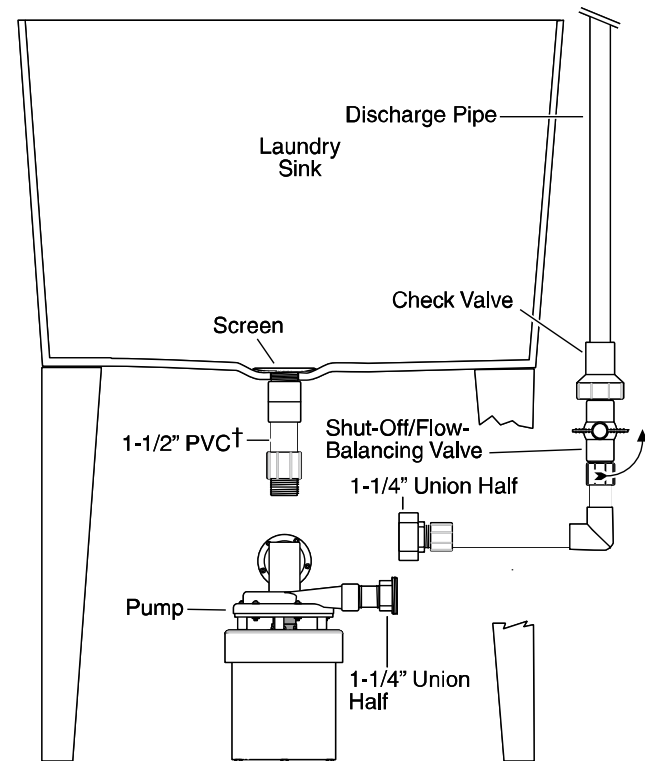 Discharge Pipe
Laundry
Sink
Check Valve
Screen
1-1/2” PVC†
Shut-Off/Flow-
Balancing Valve
1-1/4” Union Half
Pump
1-1/4” Union
Half